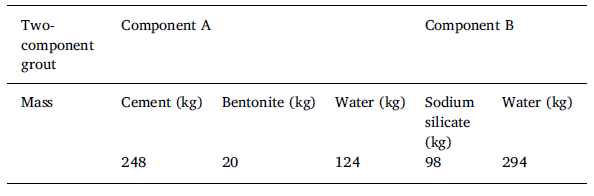 Two-component grout Component A Component B
Mass Cement (kg) Bentonite (kg) Water (kg) Sodium silicate (kg) Water (kg)
248 20 124 98 294